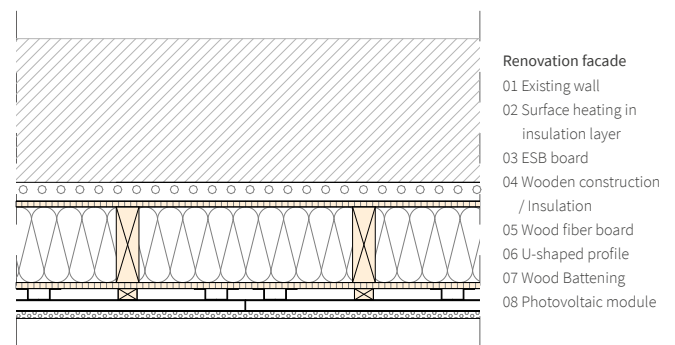 Renovation facade
01 Existing wall
02 Surface heating in
insulation layer
03 ESB board
04 Wooden construction
/ Insulation
05 Wood fiber board
06 U-shaped profile
07 Wood Battening
08 Photovoltaic module